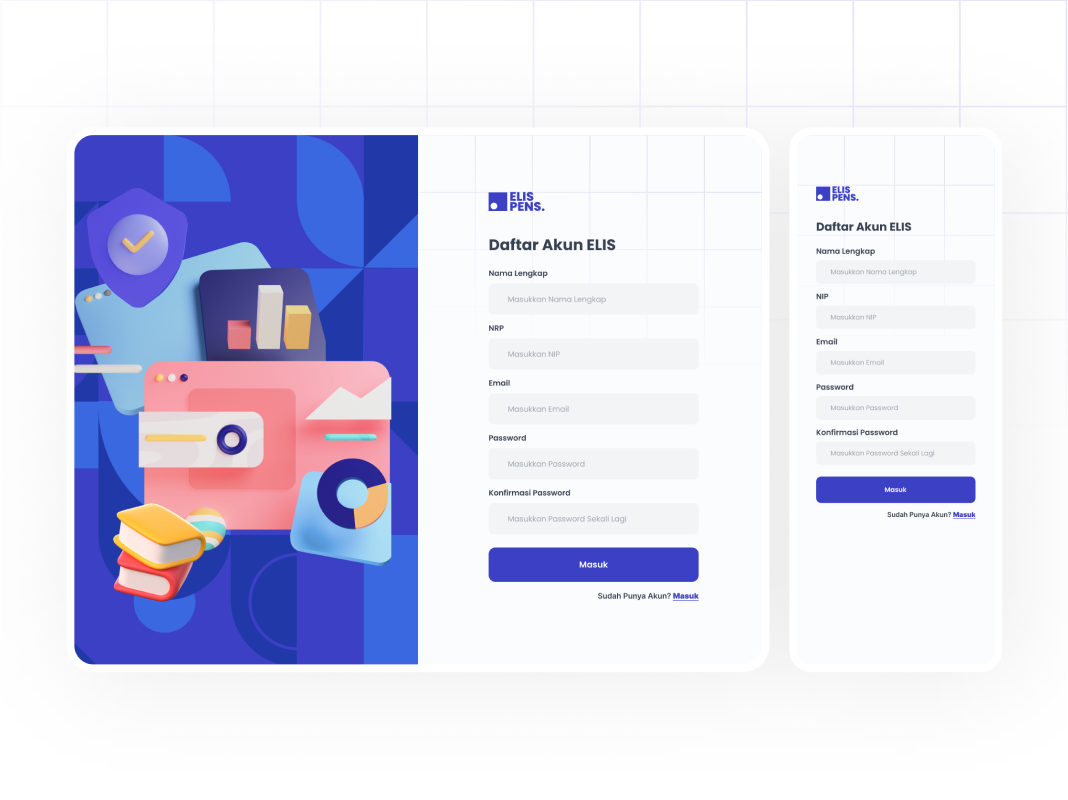 ELIS
PENS.
Daftar Akun ELIS
Nama Lengkap
Masukkan Nama Lengkap
NRP
Masukkan NIP
Email
Masukkan Email
Password
Masukkan Password
Konfirmasi Password
Masukkan Password Sekali Lagi
Masuk
Sudah Punya Akun? Masuk
ELIS
PENS.
Daftar Akun ELIS
Nama Lengkap
Masukkan Nama Lengkap
NIP
Masukkan NIP
Email
Masukkan Email
Password
Masukkan Password
Konfirmasi Password
Masukkan Password Sekali Lagi
Masuk
Sudah Punya Akun? Masuk